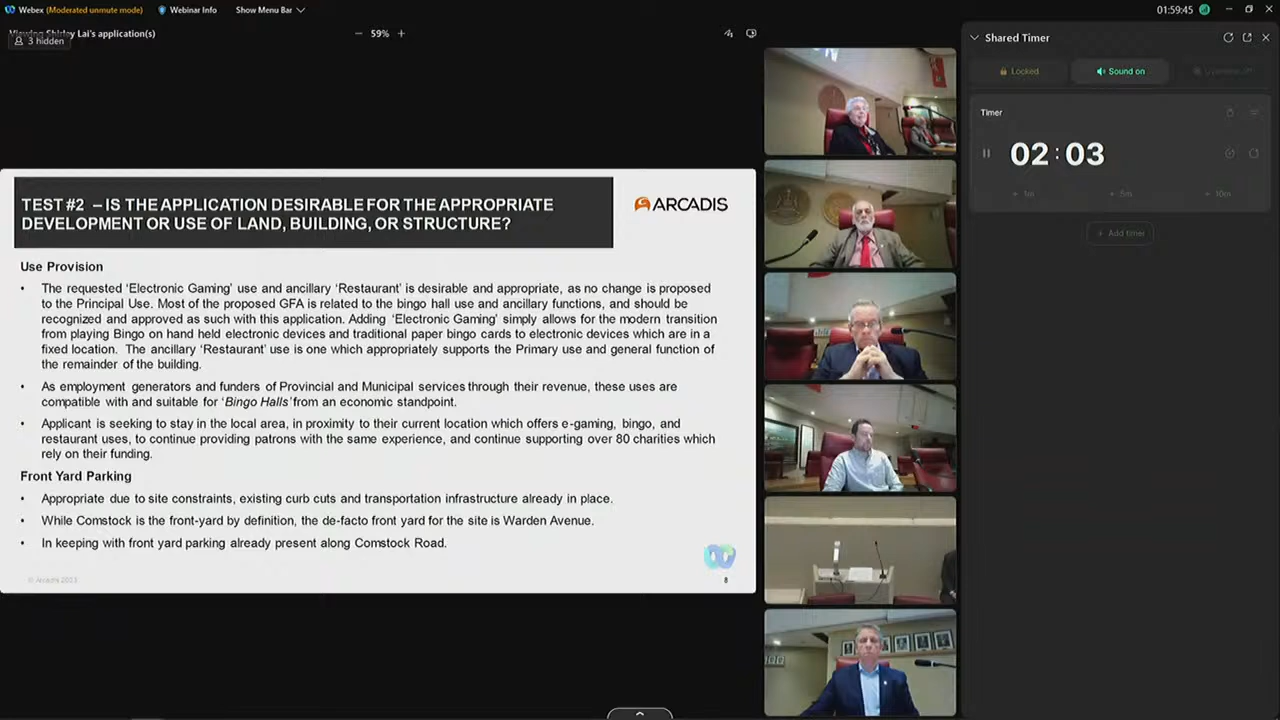 Webex (Moderated unmute mode)
Webinar Info
Show Menu Bar
01:59:45
Viewing Shirley Lai's application(s)
3 hidden
59%
Shared Timer
Locked
Sound on
Timer
02:03
1m
5m
10m
Add timer
TEST #2 – IS THE APPLICATION DESIRABLE FOR THE APPROPRIATE
DEVELOPMENT OR USE OF LAND, BUILDING, OR STRUCTURE?
ARCADIS
Use Provision
• The requested 'Electronic Gaming' use and ancillary 'Restaurant' is desirable and appropriate, as no change is proposed
to the Principal Use. Most of the proposed GFA is related to the bingo hall use and ancillary functions, and should be
recognized and approved as such with this application. Adding 'Electronic Gaming' simply allows for the modern transition
from playing Bingo on hand held electronic devices and traditional paper bingo cards to electronic devices which are in a
fixed location. The ancillary 'Restaurant' use is one which appropriately supports the Primary use and general function of
the remainder of the building.
• As employment generators and funders of Provincial and Municipal services through their revenue, these uses are
compatible with and suitable for 'Bingo Halls' from an economic standpoint.
• Applicant is seeking to stay in the local area, in proximity to their current location which offers e-gaming, bingo, and
restaurant uses, to continue providing patrons with the same experience, and continue supporting over 80 charities which
rely on their funding.
Front Yard Parking
• Appropriate due to site constraints, existing curb cuts and transportation infrastructure already in place.
• While Comstock is the front-yard by definition, the de-facto front yard for the site is Warden Avenue.
• In keeping with front yard parking already present along Comstock Road.
© Arcadis 2023
8